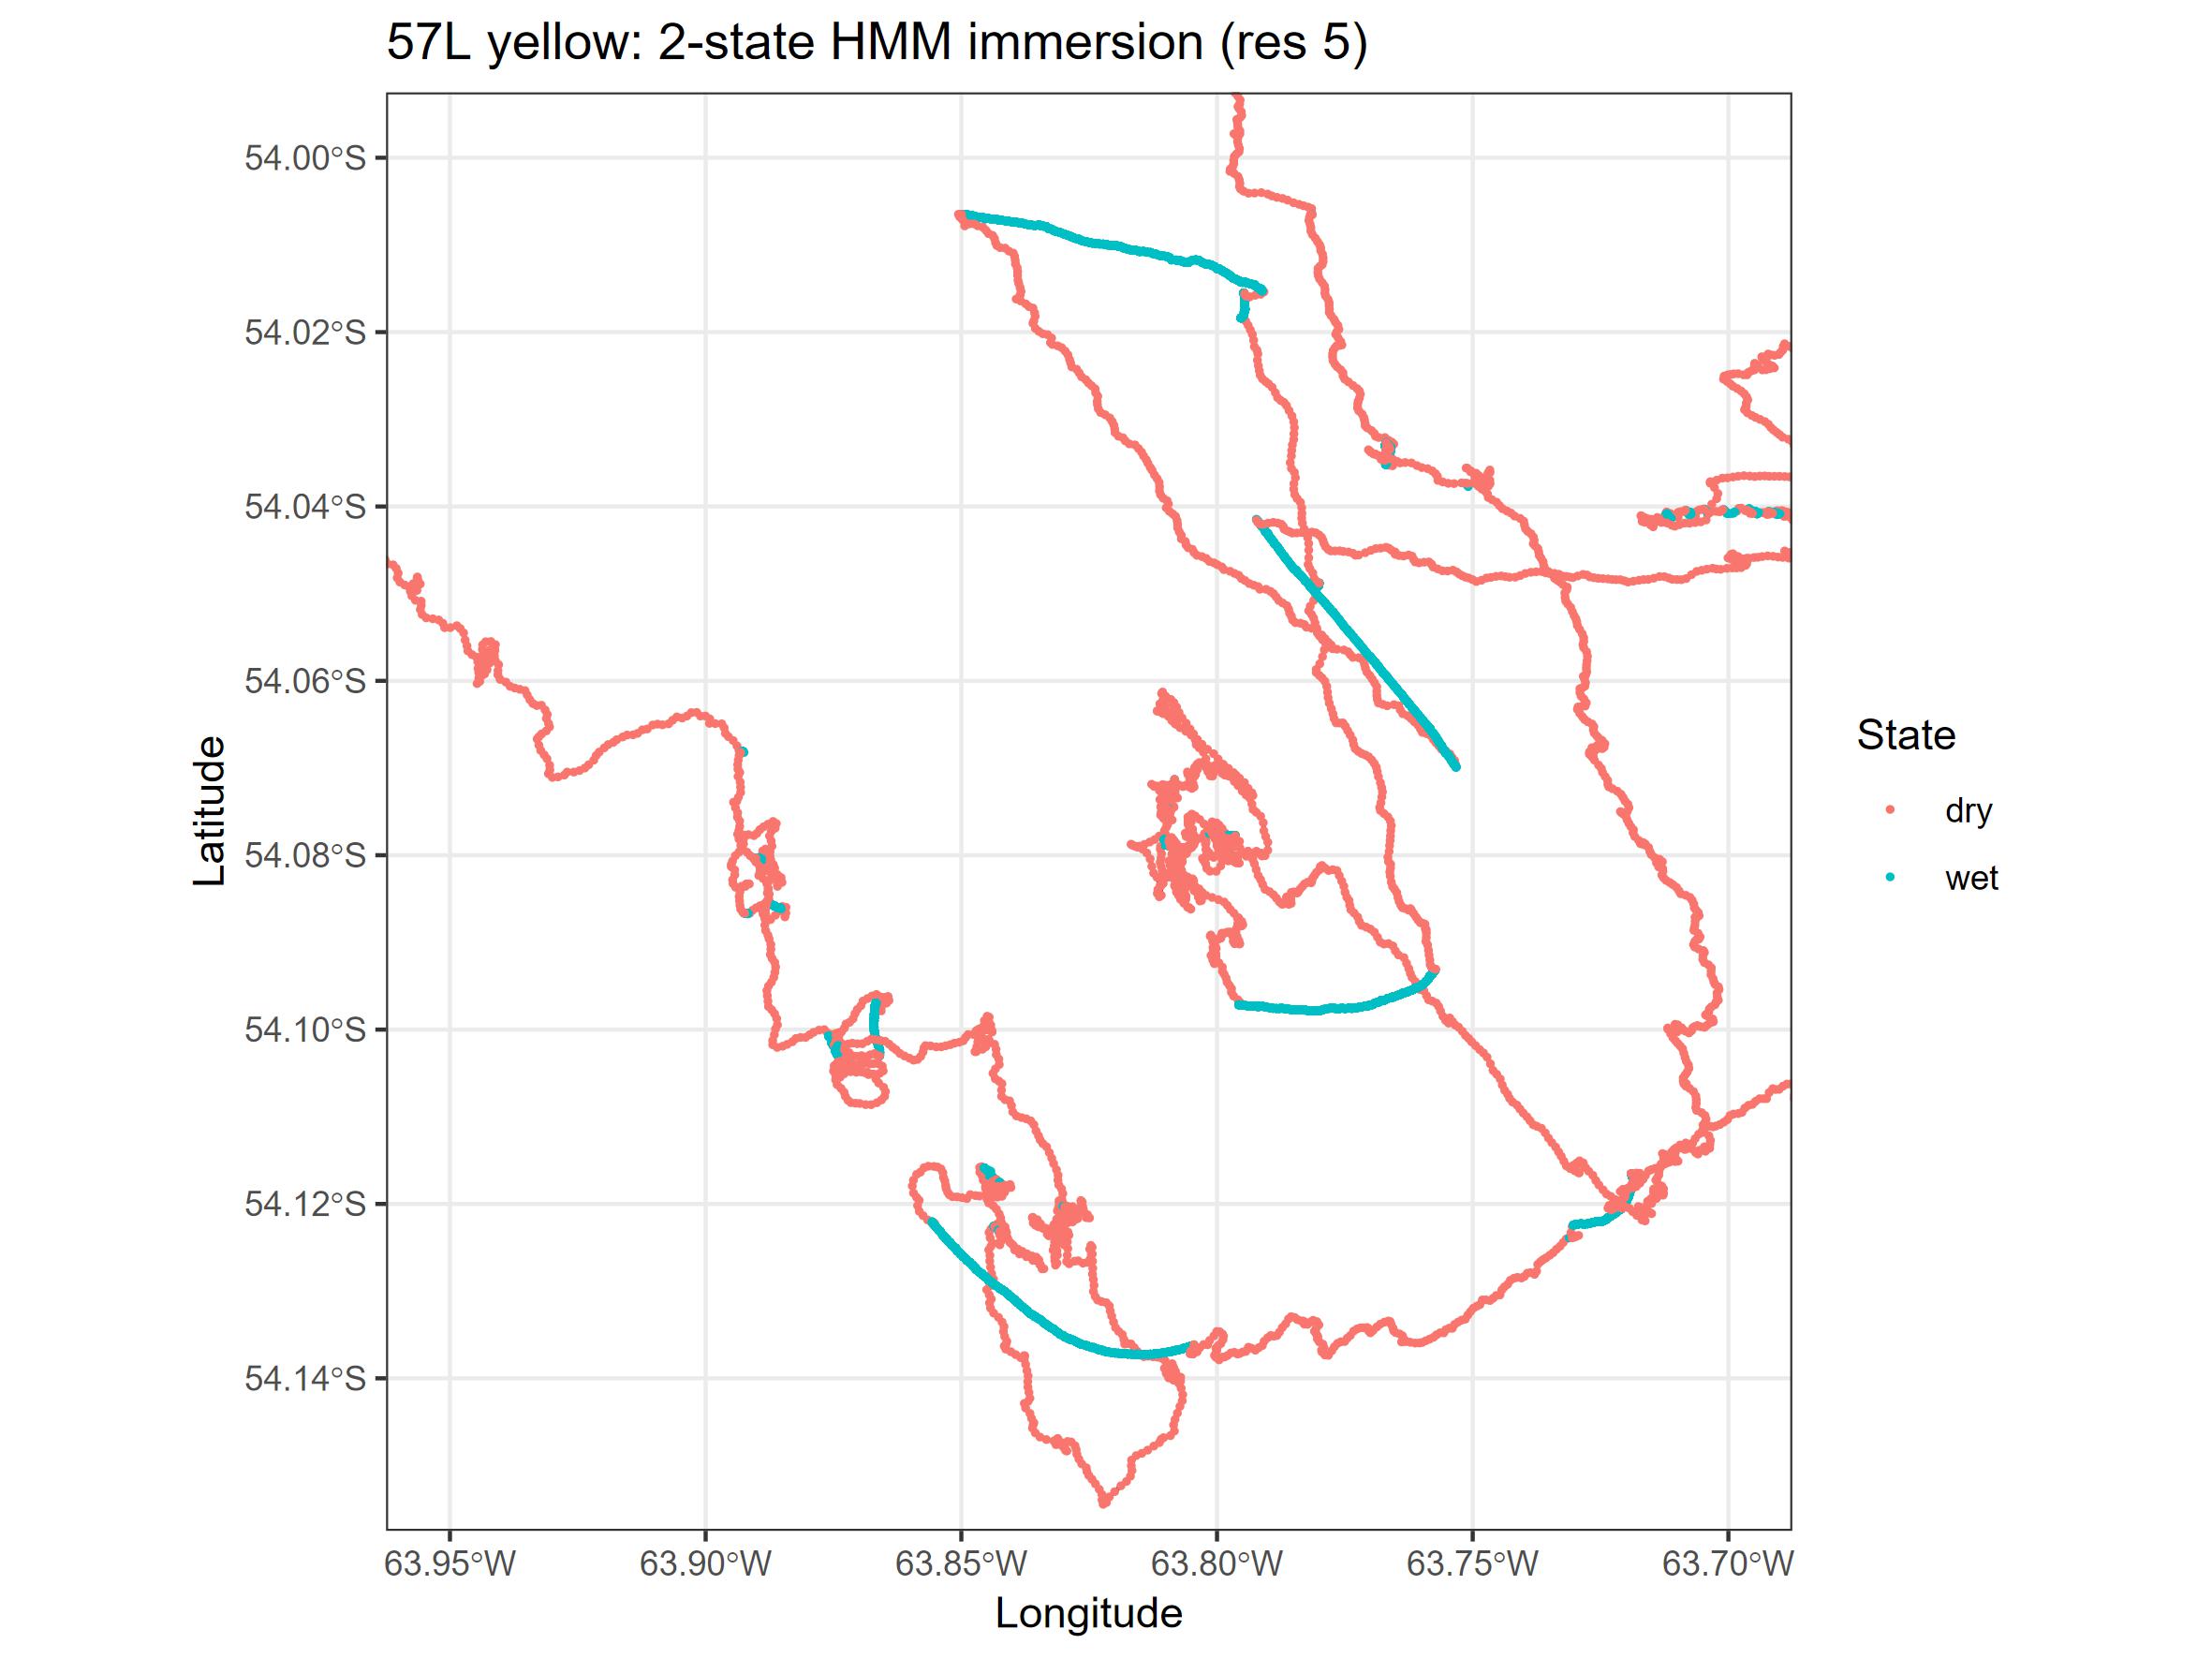 57L yellow: 2-state HMM immersion (res 5)
54.00°S
54.02°S
54.04°S
54.06°S
54.08°S
54.10°S
54.12°S
54.14°S
Latitude
63.95°W
63.90°W
63.85°W
63.80°W
63.75°W
63.70°W
Longitude
State
dry
wet